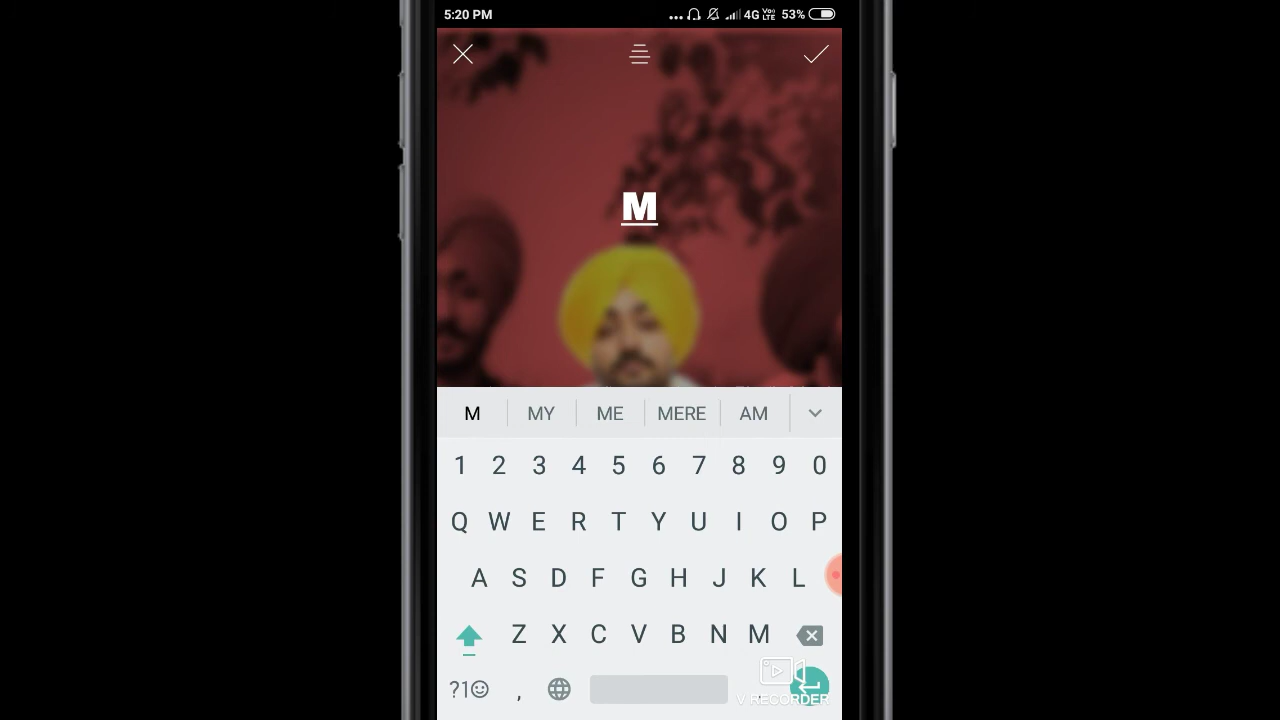 5:20 PM ... 4G VoLTE 53%
M
M MY ME MERE AM
1 2 3 4 5 6 7 8 9 0
Q W E R T Y U I O P
A S D F G H J K L
Z X C V B N M
?1☺ , .
V RECORDER